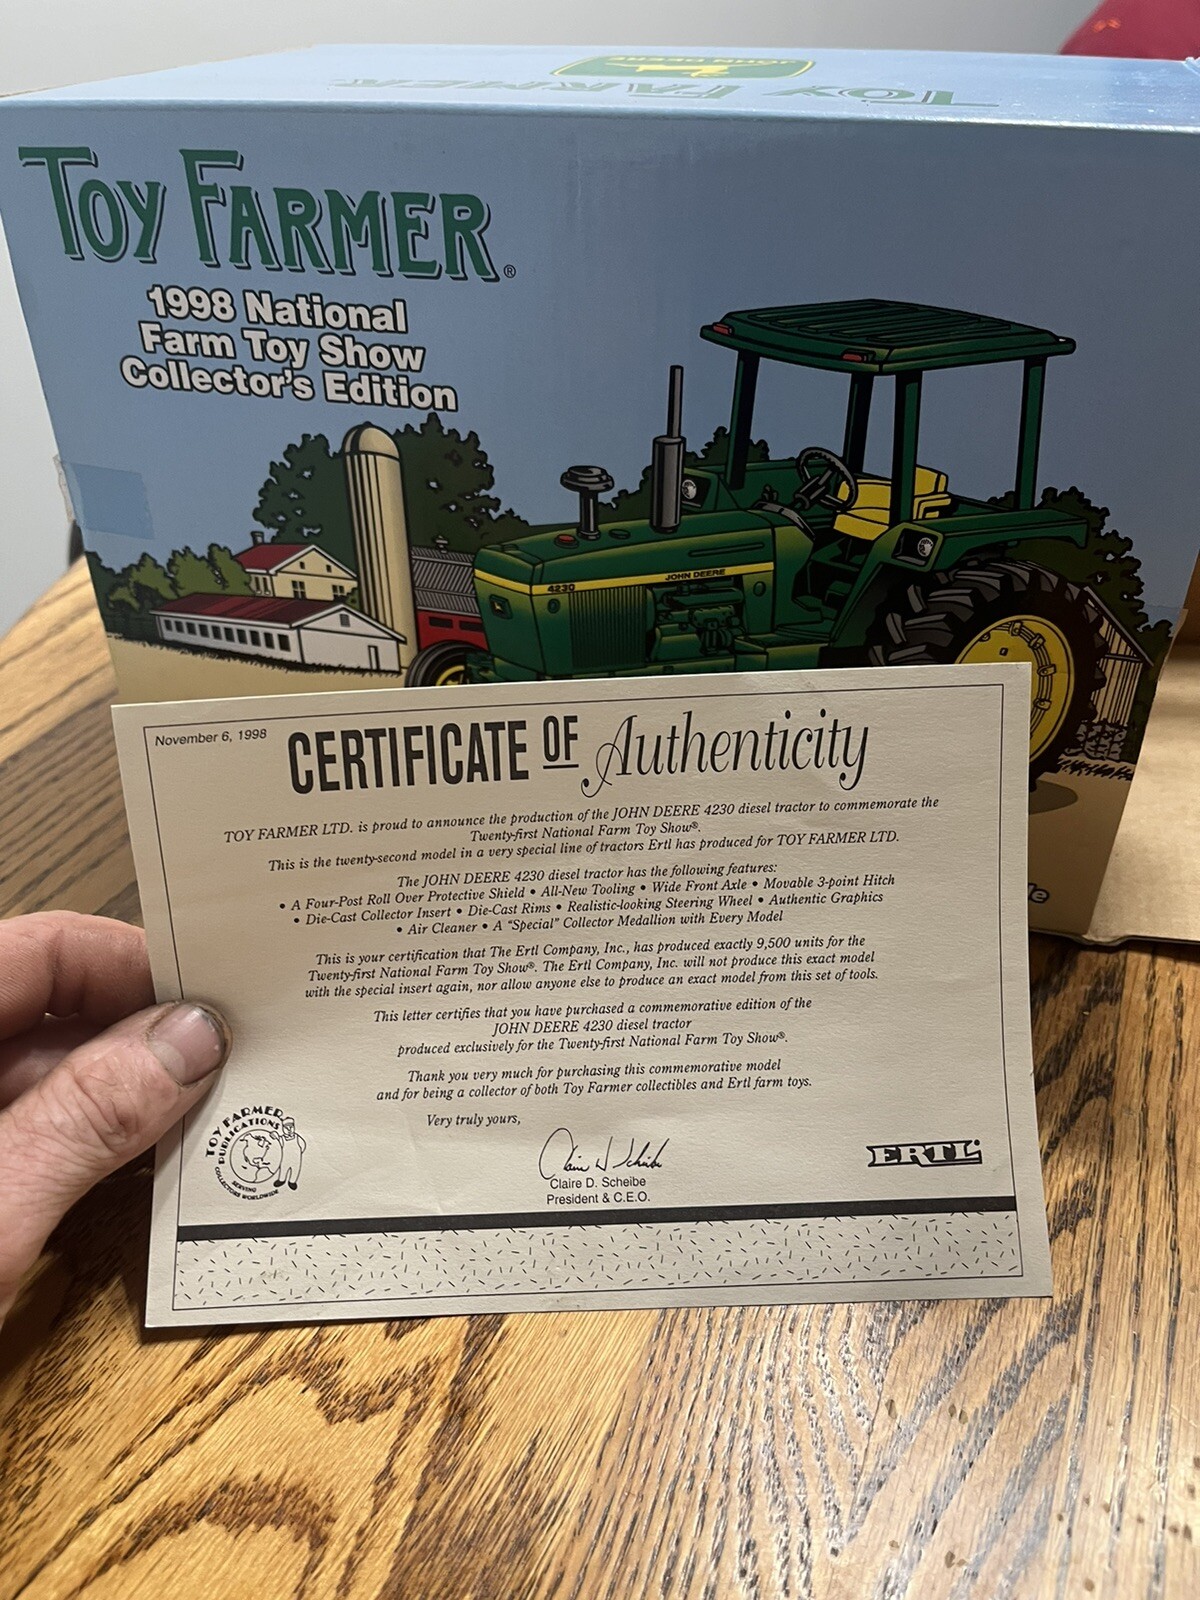 JOHN DEERE
TOY FARMER
TOY FARMER®
1998 National
Farm Toy Show
Collector's Edition
4230
JOHN DEERE
November 6, 1998
CERTIFICATE OF Authenticity
TOY FARMER LTD. is proud to announce the production of the JOHN DEERE 4230 diesel tractor to commemorate the
Twenty-first National Farm Toy Show®.
This is the twenty-second model in a very special line of tractors Ertl has produced for TOY FARMER LTD.
The JOHN DEERE 4230 diesel tractor has the following features:
• A Four-Post Roll Over Protective Shield • All-New Tooling • Wide Front Axle • Movable 3-point Hitch
• Die-Cast Collector Insert • Die-Cast Rims • Realistic-looking Steering Wheel • Authentic Graphics
• Air Cleaner • A "Special" Collector Medallion with Every Model
This is your certification that The Ertl Company, Inc., has produced exactly 9,500 units for the
Twenty-first National Farm Toy Show®. The Ertl Company, Inc. will not produce this exact model
with the special insert again, nor allow anyone else to produce an exact model from this set of tools.
This letter certifies that you have purchased a commemorative edition of the
JOHN DEERE 4230 diesel tractor
produced exclusively for the Twenty-first National Farm Toy Show®.
Thank you very much for purchasing this commemorative model
and for being a collector of both Toy Farmer collectibles and Ertl farm toys.
Very truly yours,
Claire D. Scheibe
President & C.E.O.
TOY FARMER
PUBLICATIONS
SERVING
COLLECTORS WORLDWIDE
ERTL